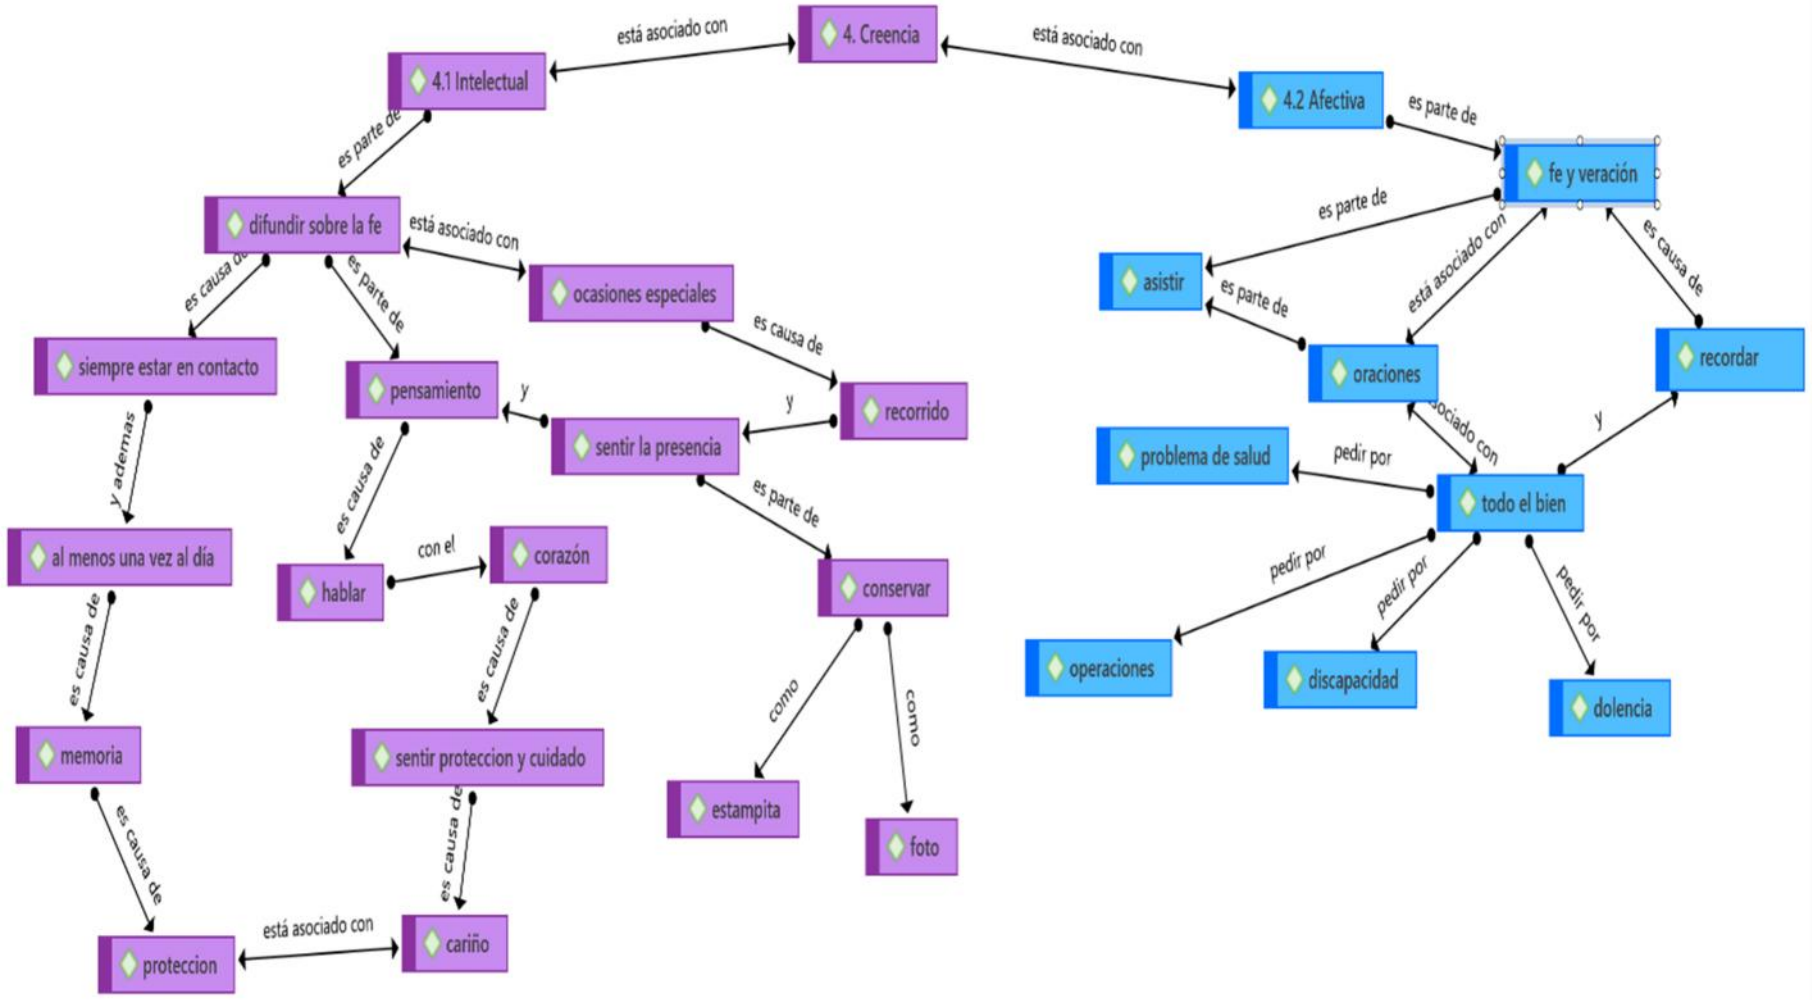 4. Creencia
está asociado con
está asociado con
4.1 Intelectual
4.2 Afectiva
es parte de
es parte de
fe y veración
difundir sobre la fe
está asociado con
es parte de
es causa de
es parte de
ocasiones especiales
asistir
es parte de
está asociado con
es causa de
siempre estar en contacto
pensamiento
es causa de
recorrido
oraciones
recordar
y
y
sentir la presencia
y ademas
es causa de
es parte de
problema de salud
pedir por
sociado con
y
todo el bien
al menos una vez al día
hablar
con el
corazón
conservar
pedir por
pedir por
pedir por
es causa de
es causa de
operaciones
discapacidad
dolencia
memoria
sentir proteccion y cuidado
como
como
estampita
foto
es causa de
es causa de
proteccion
está asociado con
cariño